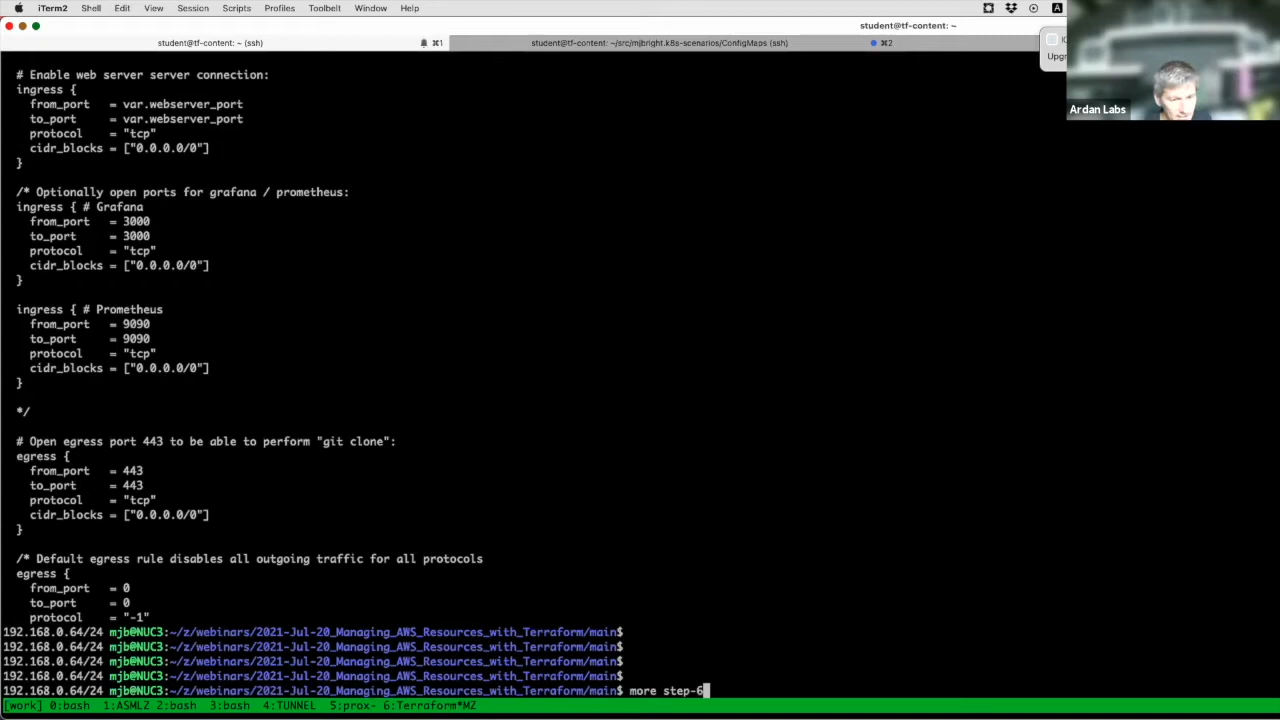 iTerm2 Shell Edit View Session Scripts Profiles Toolbelt Window Help A
student@tf-content: ~
student@tf-content: ~ (ssh) ⌘1 student@tf-content: ~/src/mjbright.k8s-scenarios/ConfigMaps (ssh) ⌘2
Upgr
Ardan Labs
# Enable web server server connection:
ingress {
from_port = var.webserver_port
to_port = var.webserver_port
protocol = "tcp"
cidr_blocks = ["0.0.0.0/0"]
}
/* Optionally open ports for grafana / prometheus:
ingress { # Grafana
from_port = 3000
to_port = 3000
protocol = "tcp"
cidr_blocks = ["0.0.0.0/0"]
}
ingress { # Prometheus
from_port = 9090
to_port = 9090
protocol = "tcp"
cidr_blocks = ["0.0.0.0/0"]
}
*/
# Open egress port 443 to be able to perform "git clone":
egress {
from_port = 443
to_port = 443
protocol = "tcp"
cidr_blocks = ["0.0.0.0/0"]
}
/* Default egress rule disables all outgoing traffic for all protocols
egress {
from_port = 0
to_port = 0
protocol = "-1"
192.168.0.64/24 mjb@NUC3:~/z/webinars/2021-Jul-20_Managing_AWS_Resources_with_Terraform/main$
192.168.0.64/24 mjb@NUC3:~/z/webinars/2021-Jul-20_Managing_AWS_Resources_with_Terraform/main$
192.168.0.64/24 mjb@NUC3:~/z/webinars/2021-Jul-20_Managing_AWS_Resources_with_Terraform/main$
192.168.0.64/24 mjb@NUC3:~/z/webinars/2021-Jul-20_Managing_AWS_Resources_with_Terraform/main$
192.168.0.64/24 mjb@NUC3:~/z/webinars/2021-Jul-20_Managing_AWS_Resources_with_Terraform/main$ more step-6
[work] 0:bash 1:ASMLZ 2:bash 3:bash 4:TUNNEL 5:prox- 6:Terraform*MZ